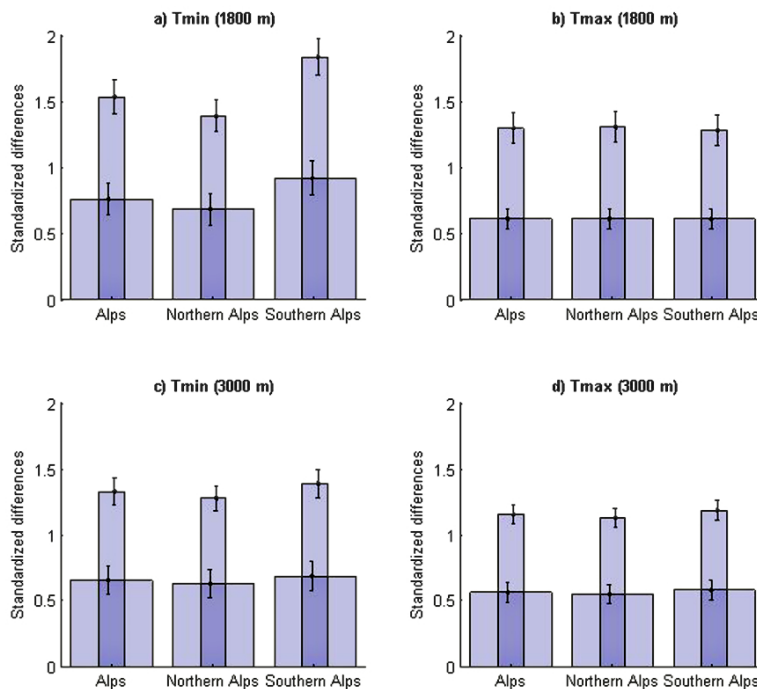 a) Tmin (1800 m)
2
1.5
1
0.5
0
Standardized differences
Alps Northern Alps Southern Alps
b) Tmax (1800 m)
2
1.5
1
0.5
0
Standardized differences
Alps Northern Alps Southern Alps
c) Tmin (3000 m)
2
1.5
1
0.5
0
Standardized differences
Alps Northern Alps Southern Alps
d) Tmax (3000 m)
2
1.5
1
0.5
0
Standardized differences
Alps Northern Alps Southern Alps